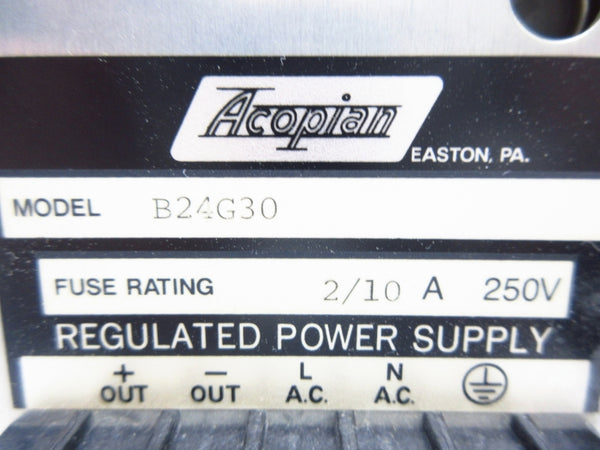 Acopian
EASTON, PA.
MODEL B24G30
FUSE RATING 2/10 A 250V
REGULATED POWER SUPPLY
+ − L N
OUT OUT A.C. A.C.